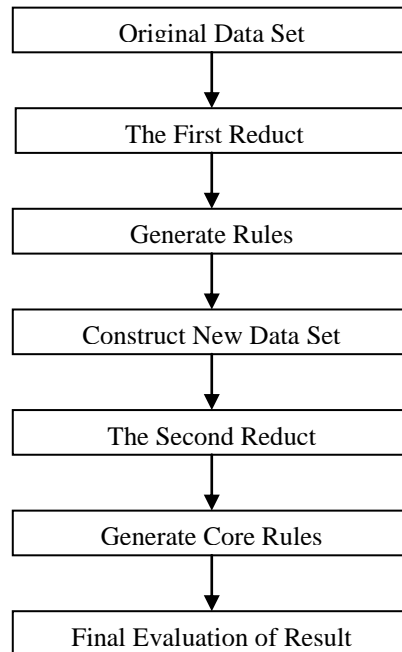 Original Data Set
The First Reduct
Generate Rules
Construct New Data Set
The Second Reduct
Generate Core Rules
Final Evaluation of Result